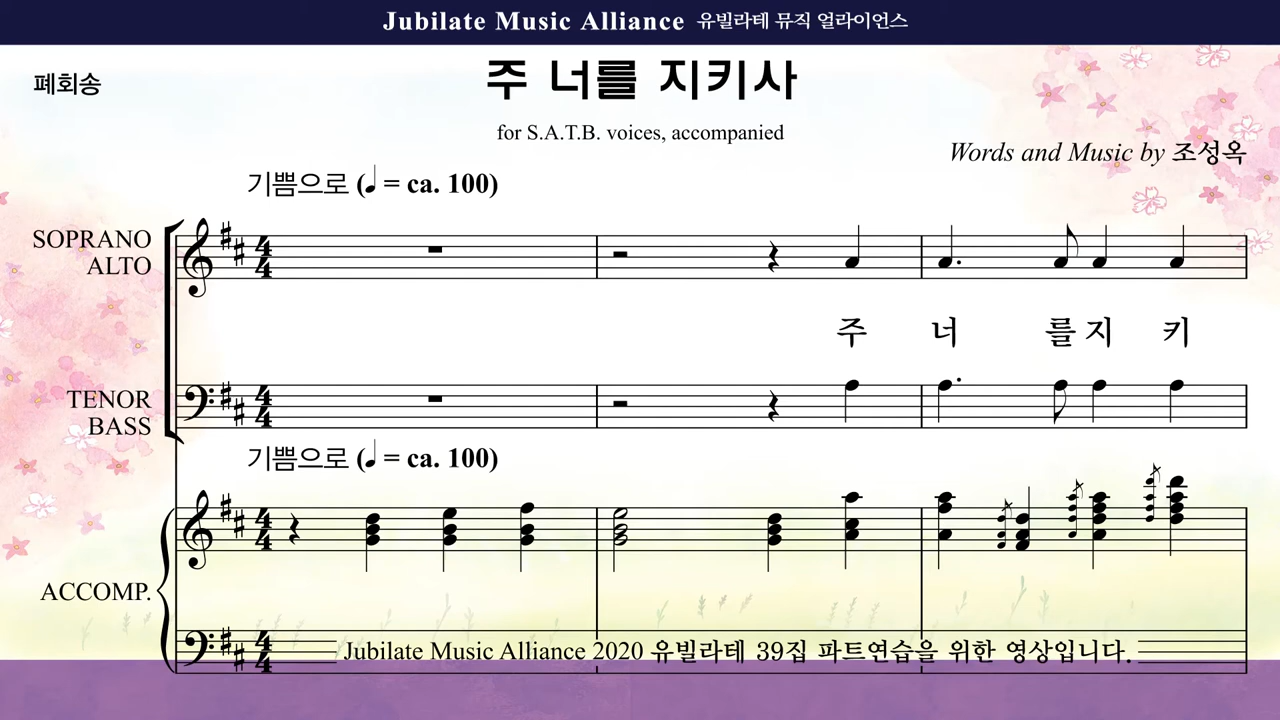 Jubilate Music Alliance 유빌라테 뮤직 얼라이언스
폐회송
주 너를 지키사
for S.A.T.B. voices, accompanied
Words and Music by 조성옥
기쁨으로 (♩ = ca. 100)
SOPRANO
ALTO
주 너 를 지 키
TENOR
BASS
기쁨으로 (♩ = ca. 100)
ACCOMP.
Jubilate Music Alliance 2020 유빌라테 39집 파트연습을 위한 영상입니다.